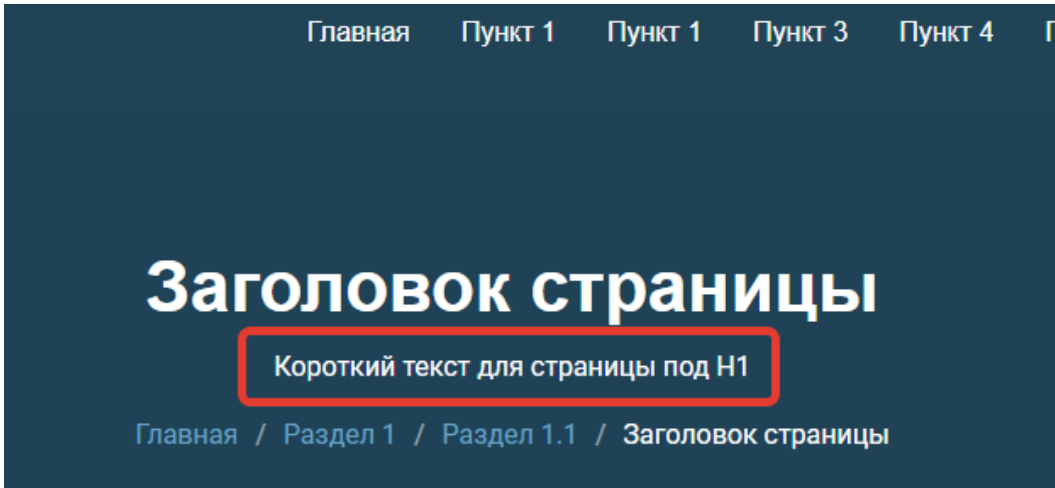 Главная Пункт 1 Пункт 1 Пункт 3 Пункт 4
Заголовок страницы
Короткий текст для страницы под H1
Главная / Раздел 1 / Раздел 1.1 / Заголовок страницы